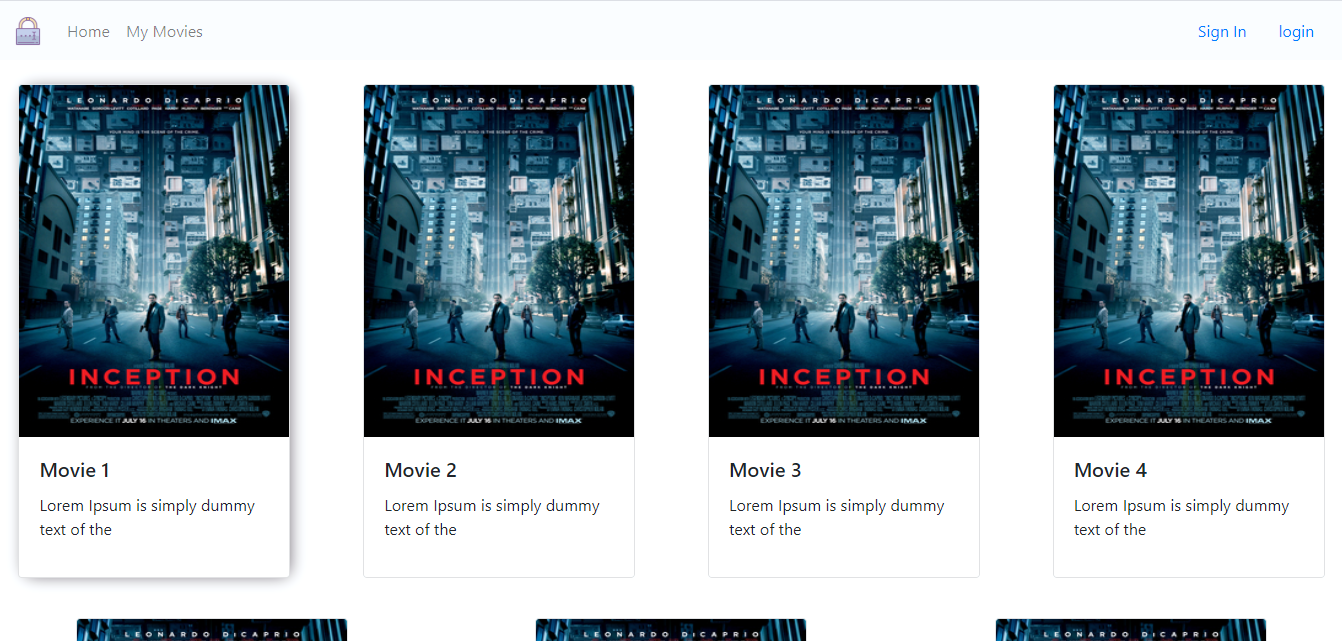 Home My Movies Sign In login
LEONARDO DiCAPRIO LEONARDO DiCAPRIO LEONARDO DiCAPRIO LEONARDO DiCAPRIO
YOUR MIND IS THE SCENE OF THE CRIME. YOUR MIND IS THE SCENE OF THE CRIME. YOUR MIND IS THE SCENE OF THE CRIME. YOUR MIND IS THE SCENE OF THE CRIME.
INCEPTION INCEPTION INCEPTION INCEPTION
FROM THE DIRECTOR OF THE DARK KNIGHT FROM THE DIRECTOR OF THE DARK KNIGHT FROM THE DIRECTOR OF THE DARK KNIGHT FROM THE DIRECTOR OF THE DARK KNIGHT
EXPERIENCE IT JULY 16 IN THEATERS AND IMAX EXPERIENCE IT JULY 16 IN THEATERS AND IMAX EXPERIENCE IT JULY 16 IN THEATERS AND IMAX EXPERIENCE IT JULY 16 IN THEATERS AND IMAX
Movie 1 Movie 2 Movie 3 Movie 4
Lorem Ipsum is simply dummy Lorem Ipsum is simply dummy Lorem Ipsum is simply dummy Lorem Ipsum is simply dummy
text of the text of the text of the text of the
LEONARDO DiCAPRIO LEONARDO DiCAPRIO LEONARDO DiCAPRIO